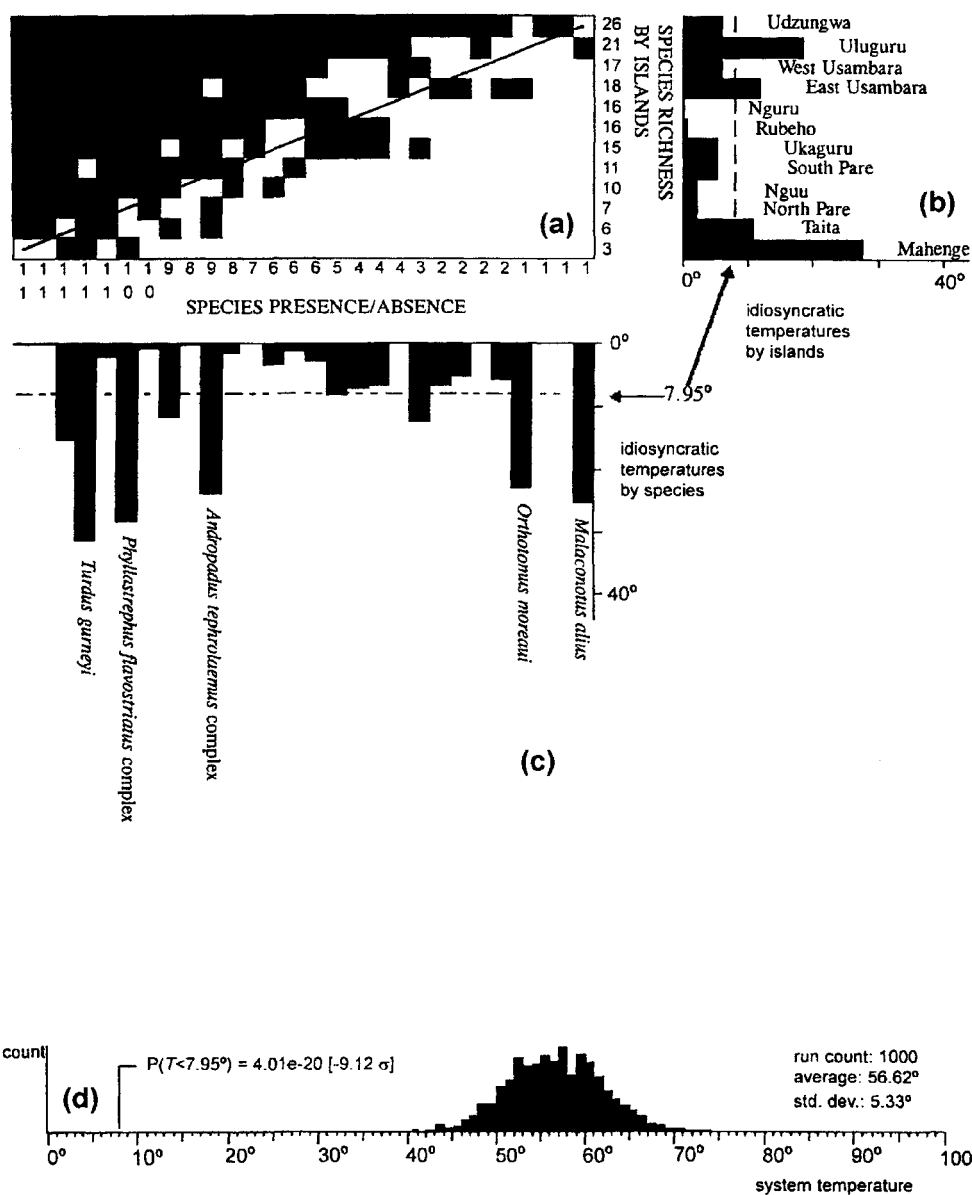 26
21
17
18
16
16
15
11
10
7
6
3
SPECIES RICHNESS
BY ISLANDS
(a)
1 1 1 1 1 1 1 9 8 9 8 7 6 6 6 5 4 4 4 3 2 2 2 2 1 1 1 1
1 1 1 1 1 0 0
SPECIES PRESENCE/ABSENCE
Udzungwa
Uluguru
West Usambara
East Usambara
Nguru
Rubeho
Ukaguru
South Pare
Nguu
North Pare
Taita
Mahenge
(b)
0° 40°
idiosyncratic
temperatures
by islands
0°
7.95°
idiosyncratic
temperatures
by species
40°
Turdus gurneyi
Phyllastrephus flavostriatus complex
Andropadus tephrolaemus complex
Orthotomus moreaui
Malaconotus alius
(c)
count
(d)
P(T<7.95°) = 4.01e-20 [-9.12 σ]
run count: 1000
average: 56.62°
std. dev.: 5.33°
0° 10° 20° 30° 40° 50° 60° 70° 80° 90° 100
system temperature